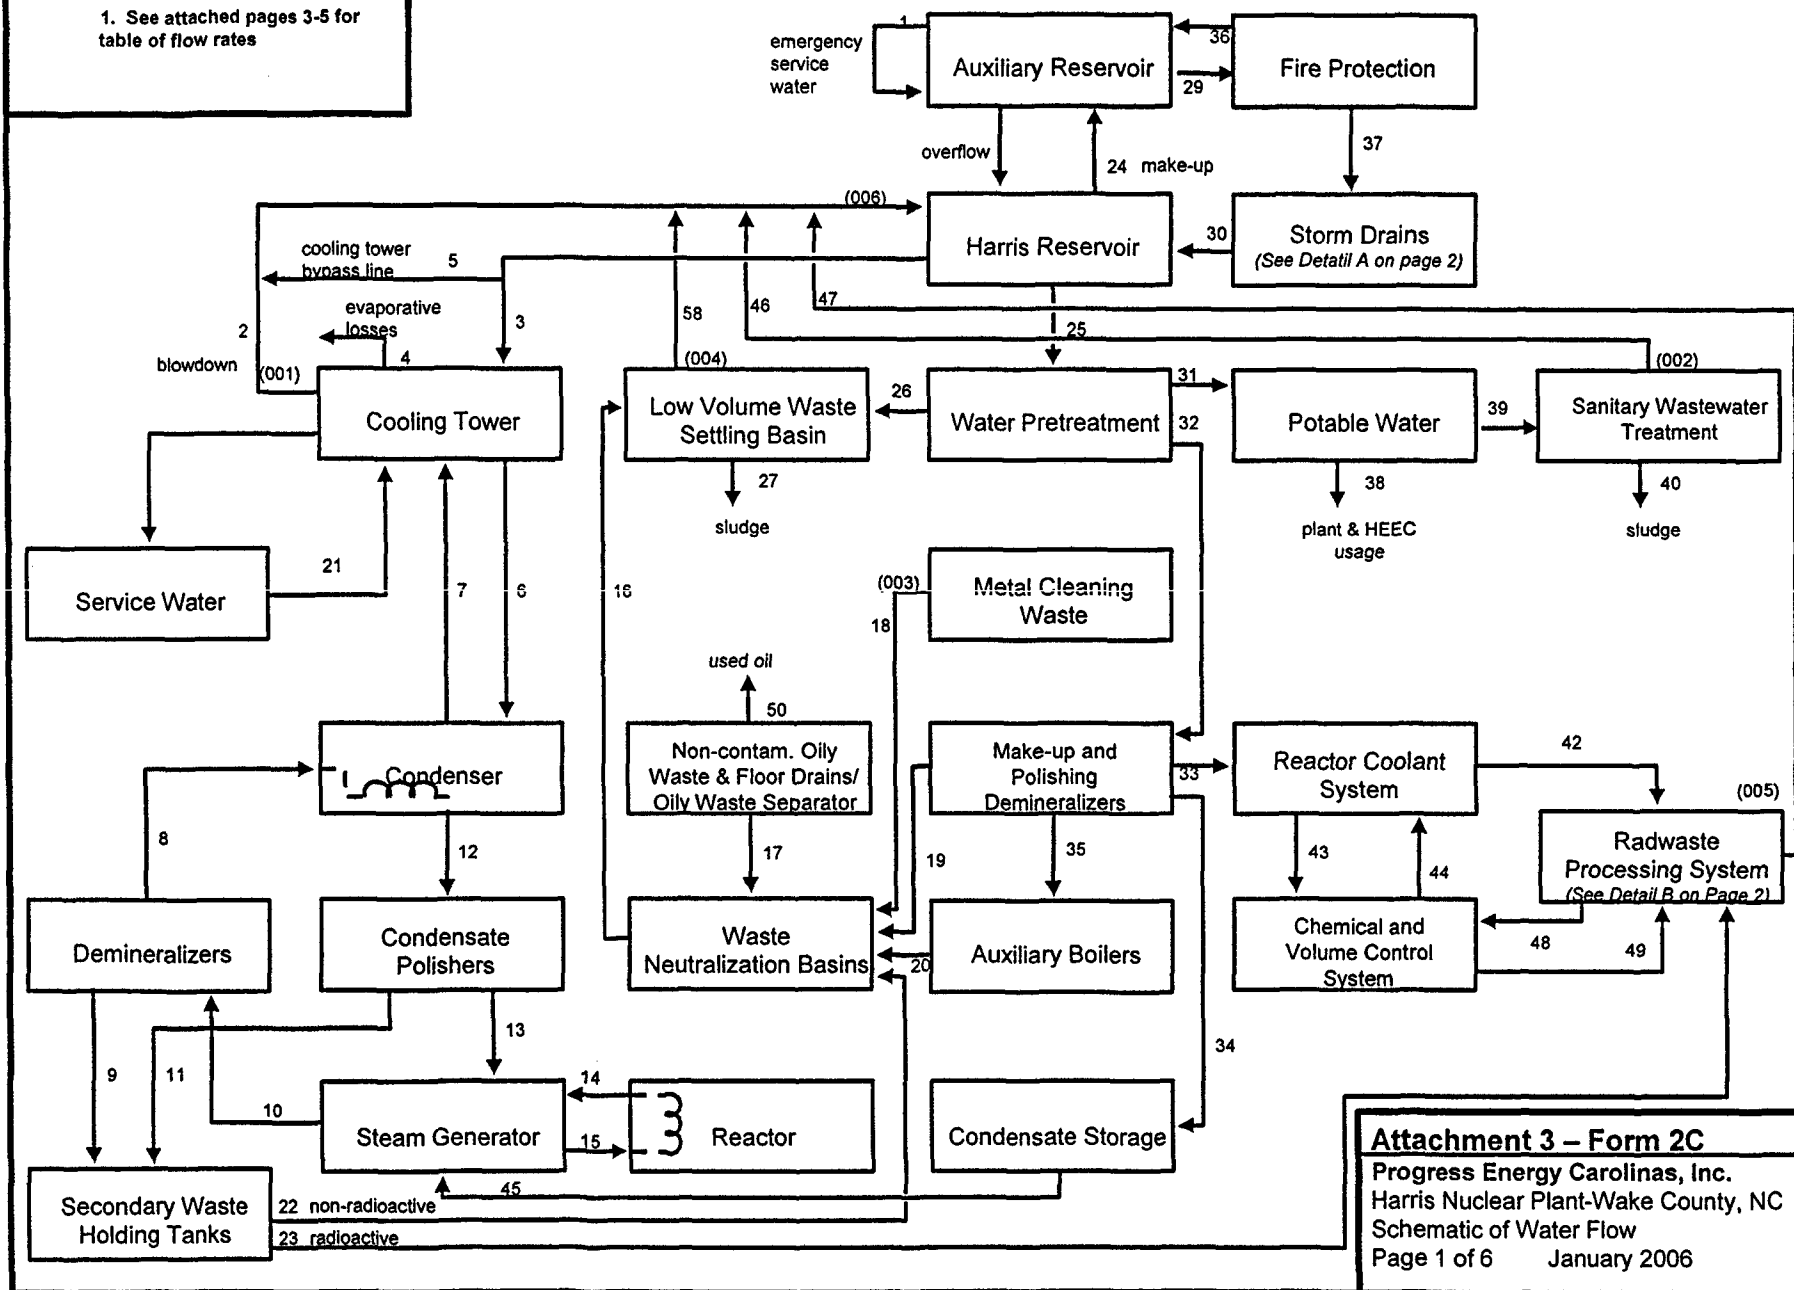 1. See attached pages 3-5 for
table of flow rates
1
emergency
service
water
Auxiliary Reservoir
36
29
Fire Protection
overflow
24 make-up
37
(006)
Harris Reservoir
30
Storm Drains
(See Detatil A on page 2)
cooling tower
bypass line
5
evaporative
losses
2
3
4
58
46
47
25
blowdown
(001)
(004)
(002)
Cooling Tower
Low Volume Waste
Settling Basin
26
Water Pretreatment
31
32
Potable Water
39
Sanitary Wastewater
Treatment
27
sludge
38
plant & HEEC
usage
40
sludge
Service Water
21
7
6
16
(003)
18
Metal Cleaning
Waste
used oil
50
Condenser
Non-contam. Oily
Waste & Floor Drains/
Oily Waste Separator
Make-up and
Polishing
Demineralizers
33
Reactor Coolant
System
42
(005)
Radwaste
Processing System
(See Detail B on Page 2)
8
12
17
19
35
43
44
Demineralizers
Condensate
Polishers
Waste
Neutralization Basins
20
Auxiliary Boilers
Chemical and
Volume Control
System
48
49
9
11
13
34
10
Steam Generator
14
15
Reactor
Condensate Storage
45
Secondary Waste
Holding Tanks
22 non-radioactive
23 radioactive
Attachment 3 – Form 2C
Progress Energy Carolinas, Inc.
Harris Nuclear Plant-Wake County, NC
Schematic of Water Flow
Page 1 of 6 January 2006